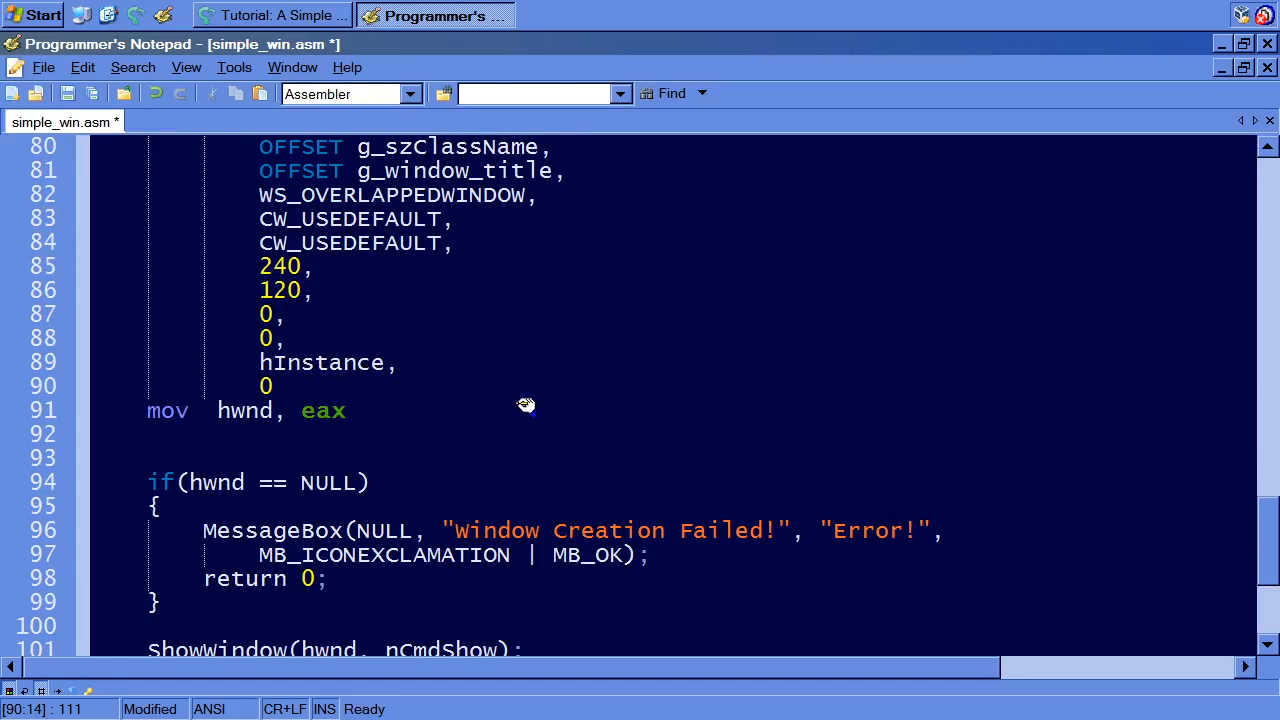 Start Tutorial: A Simple ... Programmer's ...
Programmer's Notepad - [simple_win.asm *]
File Edit Search View Tools Window Help
Assembler Find
simple_win.asm *
80 OFFSET g_szClassName,
81 OFFSET g_window_title,
82 WS_OVERLAPPEDWINDOW,
83 CW_USEDEFAULT,
84 CW_USEDEFAULT,
85 240,
86 120,
87 0,
88 0,
89 hInstance,
90 0
91 mov hwnd, eax
92
93
94 if(hwnd == NULL)
95 {
96 MessageBox(NULL, "Window Creation Failed!", "Error!",
97 MB_ICONEXCLAMATION | MB_OK);
98 return 0;
99 }
100
101 ShowWindow(hwnd, nCmdShow);
[90:14] : 111 Modified ANSI CR+LF INS Ready